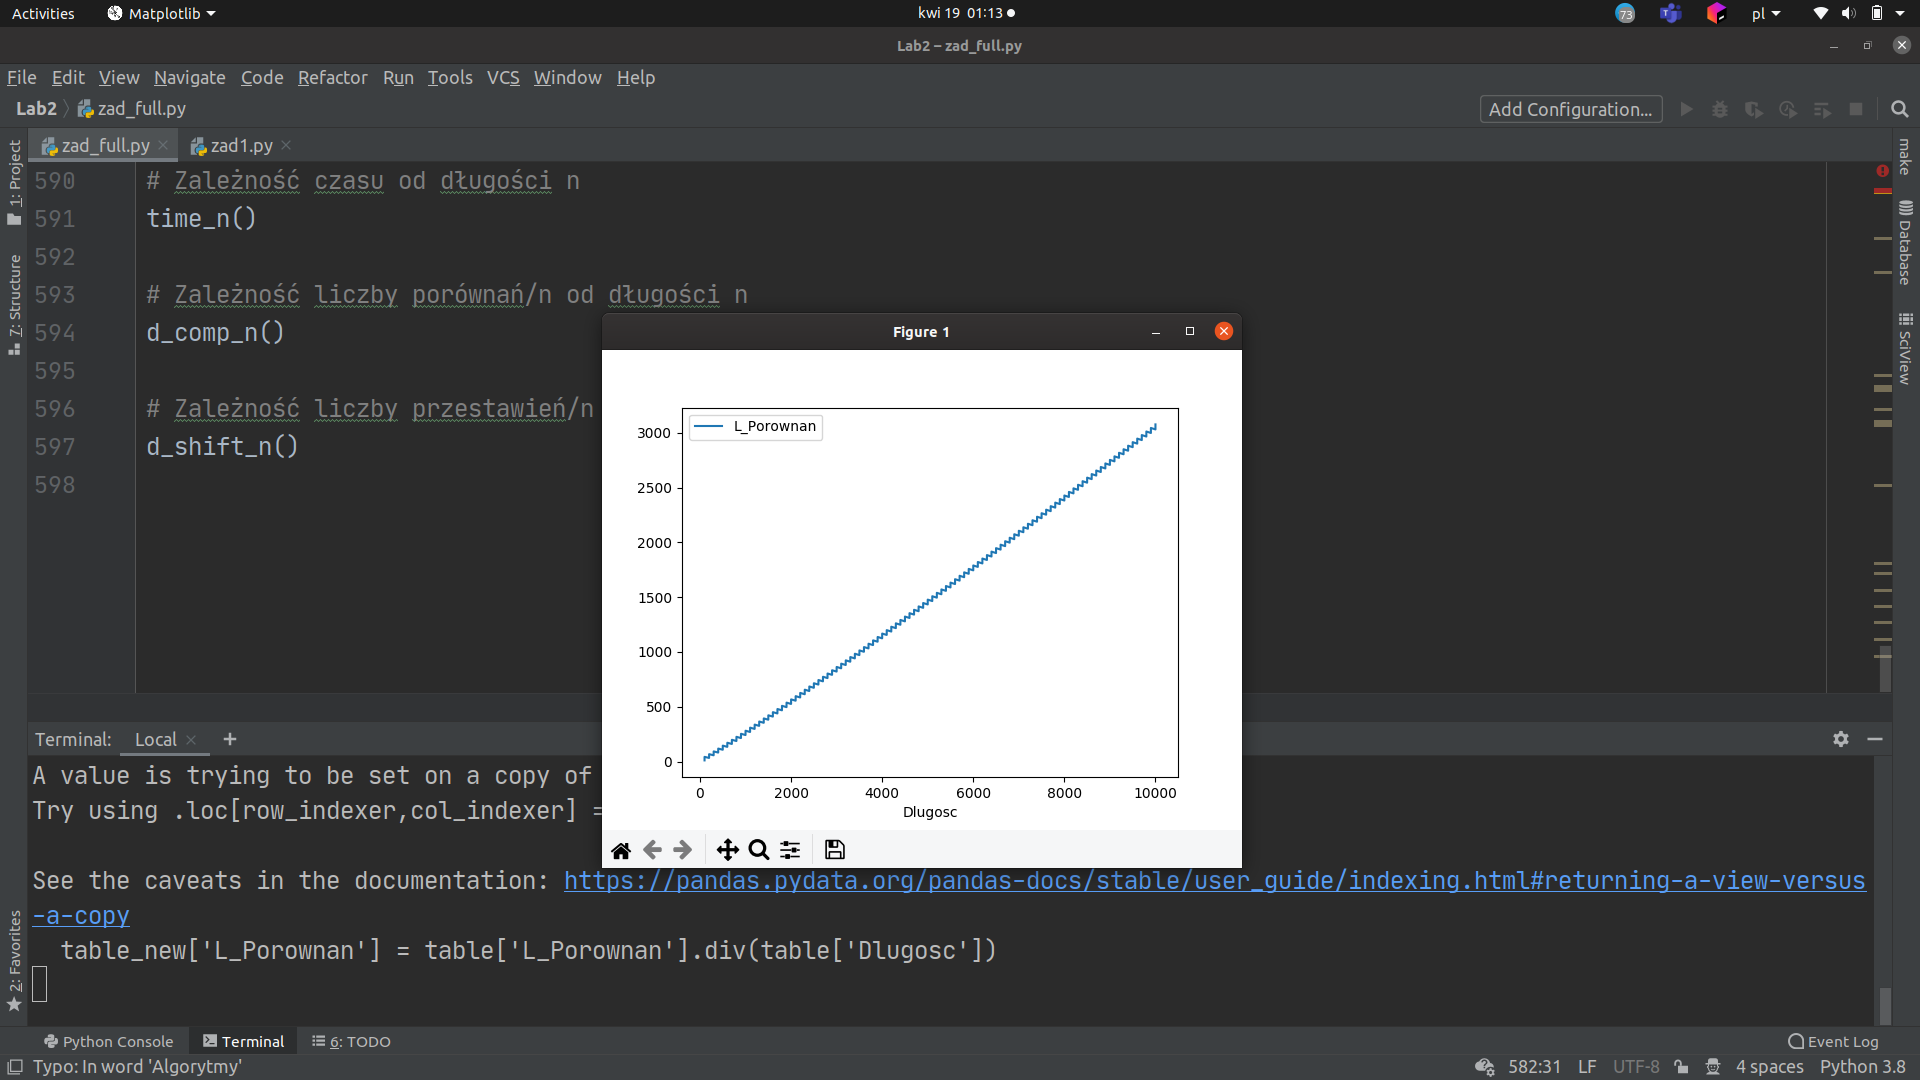 Activities
Matplotlib
kwi 19 01:13
73
pl
Lab2 – zad_full.py
File Edit View Navigate Code Refactor Run Tools VCS Window Help
Lab2
zad_full.py
Add Configuration...
zad_full.py
zad1.py
1: Project
7: Structure
2: Favorites
make
Database
SciView
590 # Zależność czasu od długości n
591 time_n()
592
593 # Zależność liczby porównań/n od długości n
594 d_comp_n()
595
596 # Zależność liczby przestawień/n
597 d_shift_n()
598
Figure 1
L_Porownan
3000
2500
2000
1500
1000
500
0
0 2000 4000 6000 8000 10000
Dlugosc
Terminal:
Local
A value is trying to be set on a copy of
Try using .loc[row_indexer,col_indexer] =
See the caveats in the documentation: https://pandas.pydata.org/pandas-docs/stable/user_guide/indexing.html#returning-a-view-versus
-a-copy
table_new['L_Porownan'] = table['L_Porownan'].div(table['Dlugosc'])
Python Console
Terminal
6: TODO
Event Log
Typo: In word 'Algorytmy'
582:31 LF UTF-8 4 spaces Python 3.8